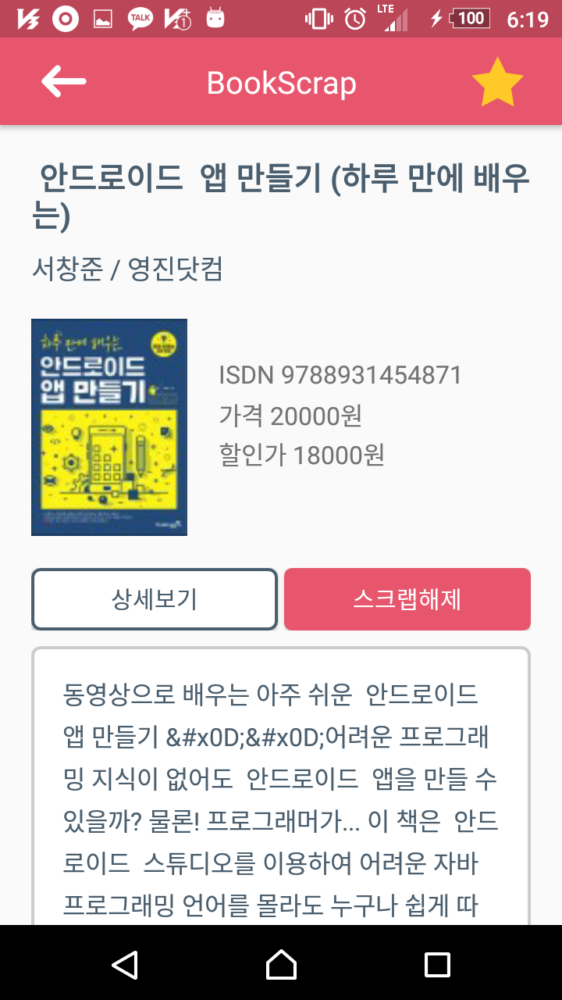 TALK
1
LTE
100
6:19
BookScrap
안드로이드 앱 만들기 (하루 만에 배우
는)
서창준 / 영진닷컴
하루 만에 배우는
안드로이드
앱 만들기
ISDN 9788931454871
가격 20000원
할인가 18000원
상세보기
스크랩해제
동영상으로 배우는 아주 쉬운 안드로이드
앱 만들기 &#x0D;&#x0D;어려운 프로그래
밍 지식이 없어도 안드로이드 앱을 만들 수
있을까? 물론! 프로그래머가... 이 책은 안드
로이드 스튜디오를 이용하여 어려운 자바
프로그래밍 언어를 몰라도 누구나 쉽게 따